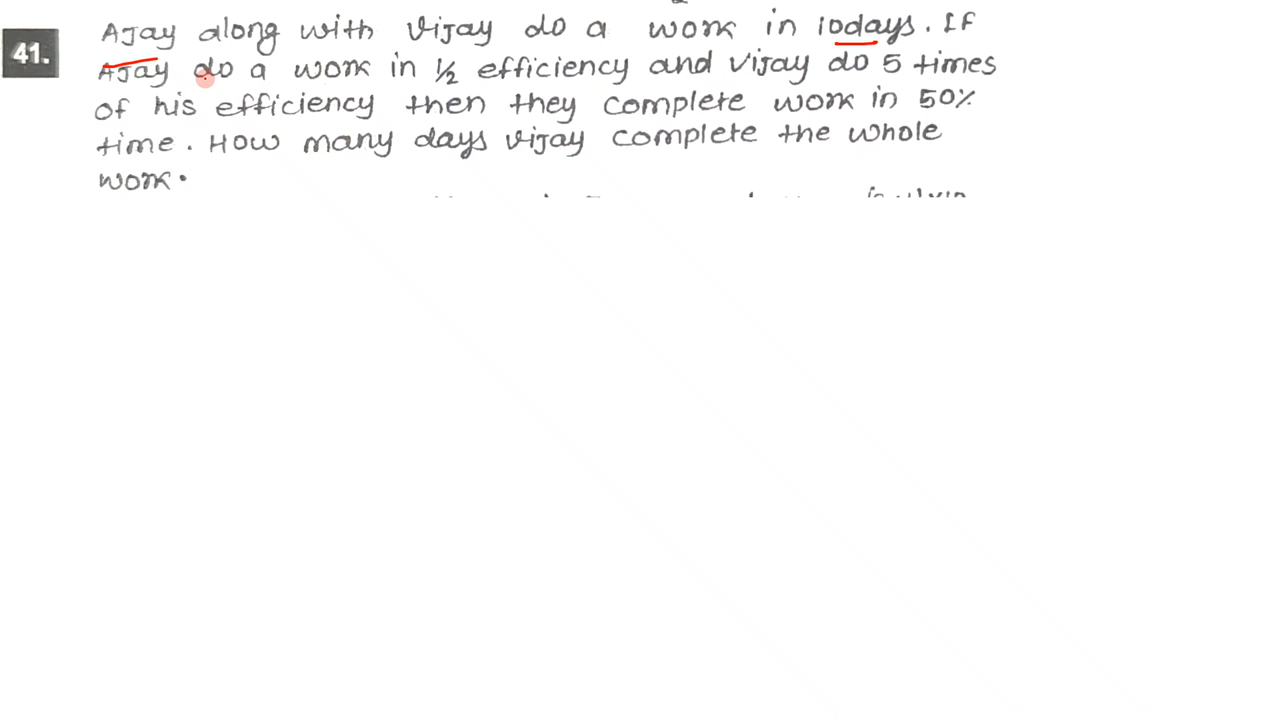 41.
AJay along with Vijay do a work in 10days. If
AJay do a work in 1/2 efficiency and Vijay do 5 times
of his efficiency then they complete work in 50%
time. How many days Vijay complete the whole
work.